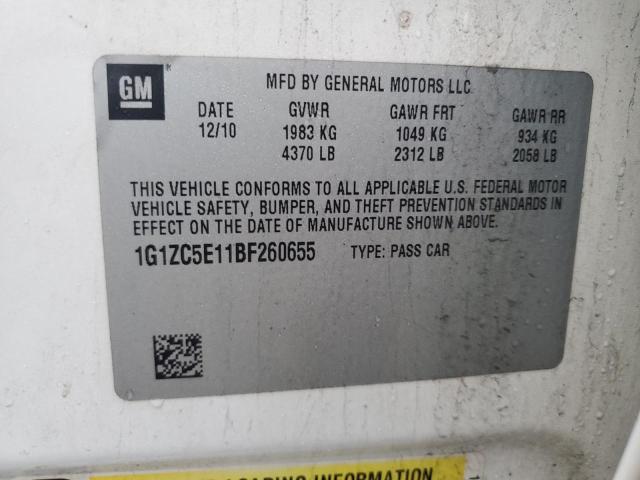 GM
MFD BY GENERAL MOTORS LLC
DATE GVWR GAWR FRT GAWR RR
12/10 1983 KG 1049 KG 934 KG
4370 LB 2312 LB 2058 LB
THIS VEHICLE CONFORMS TO ALL APPLICABLE U.S. FEDERAL MOTOR
VEHICLE SAFETY, BUMPER, AND THEFT PREVENTION STANDARDS IN
EFFECT ON THE DATE OF MANUFACTURE SHOWN ABOVE.
1G1ZC5E11BF260655 TYPE: PASS CAR
LOADING INFORMATION